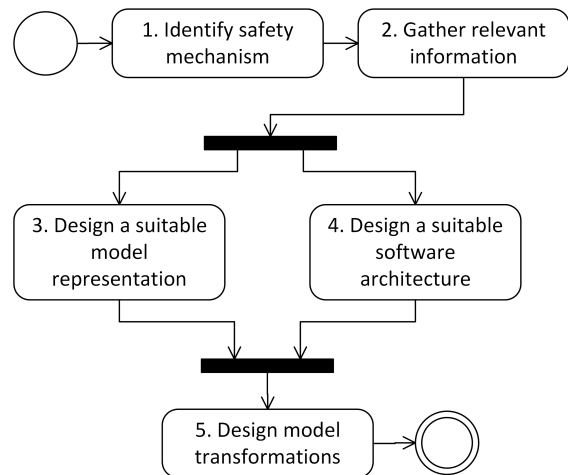 1. Identify safety
mechanism
2. Gather relevant
information
3. Design a suitable
model
representation
4. Design a suitable
software
architecture
5. Design model
transformations